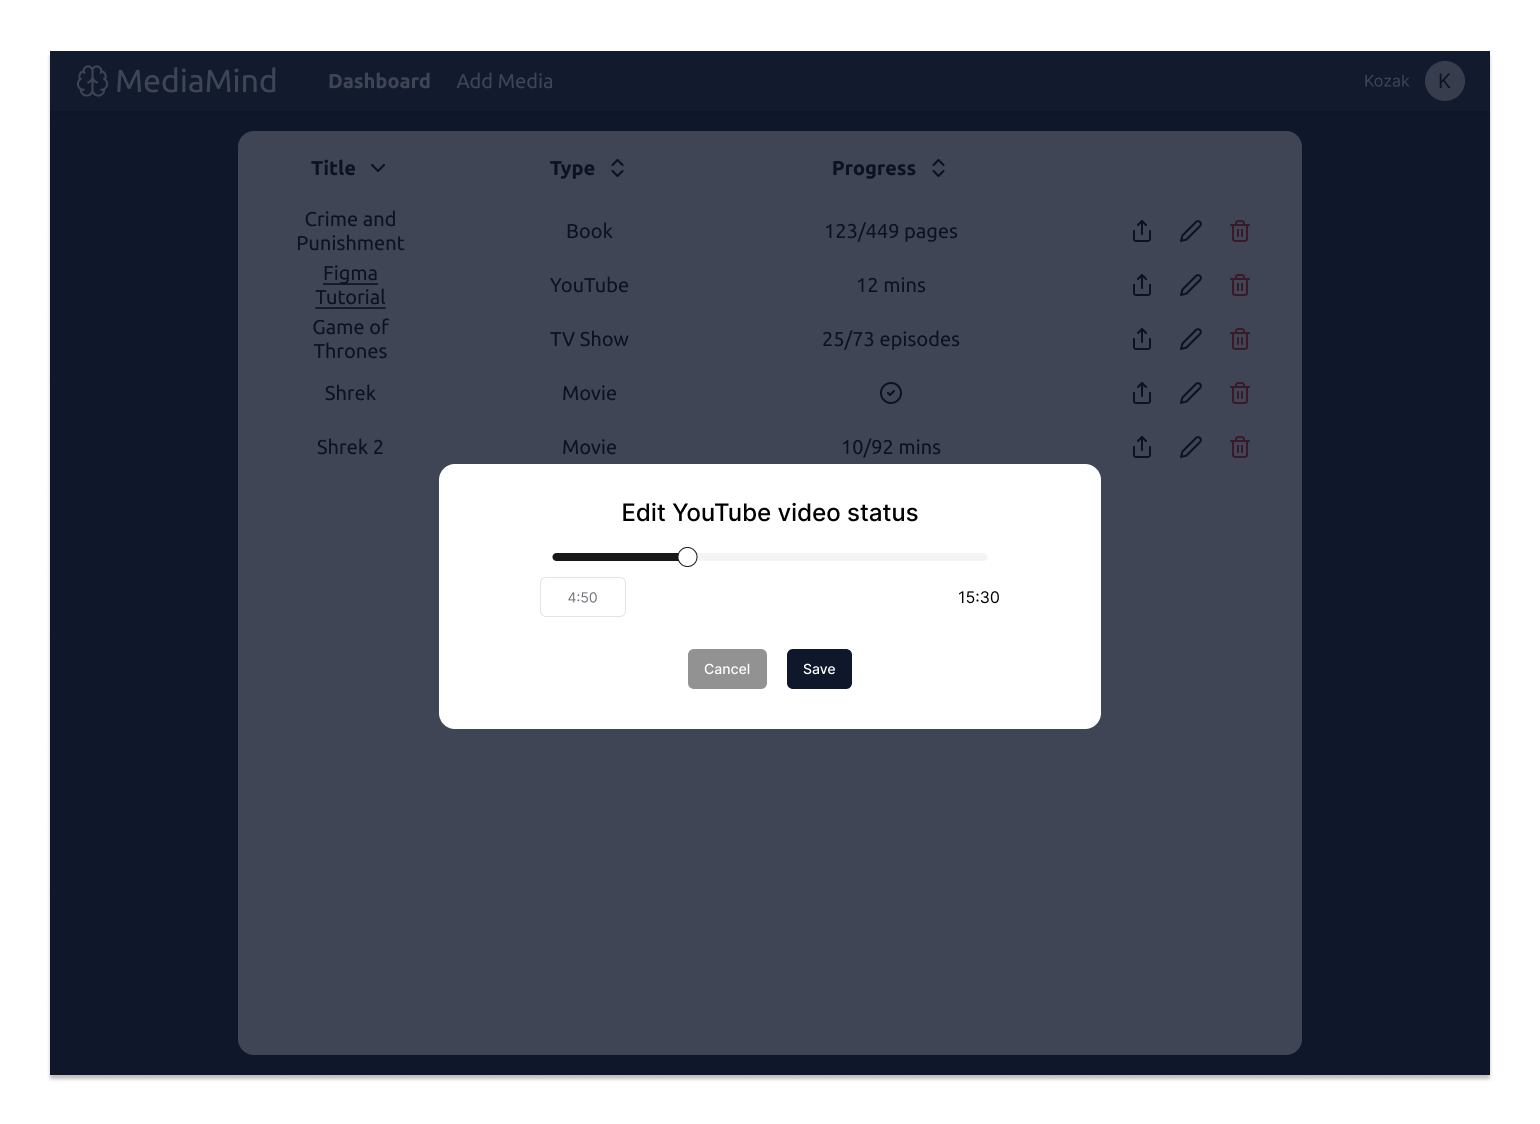 MediaMind Dashboard Add Media Kozak K
Title Type Progress
Crime and
Punishment
Book 123/449 pages
Figma
Tutorial
YouTube 12 mins
Game of
Thrones
TV Show 25/73 episodes
Shrek Movie
Shrek 2 Movie 10/92 mins
Edit YouTube video status
4:50 15:30
Cancel Save